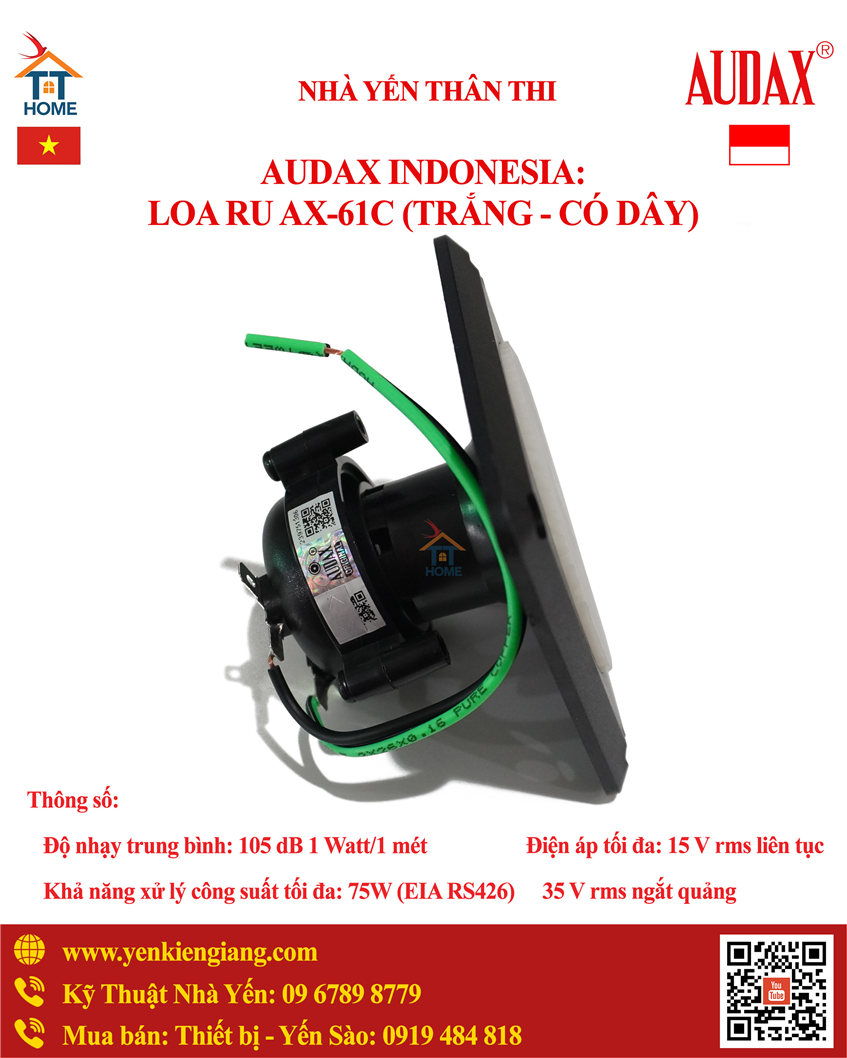 TT
HOME
NHÀ YẾN THÂN THI
AUDAX®
AUDAX INDONESIA:
LOA RU AX-61C (TRẮNG - CÓ DÂY)
AUDAX
ORIGINAL
TT
HOME
0.16 PURE COPPER
Thông số:
Độ nhạy trung bình: 105 dB 1 Watt/1 mét
Điện áp tối đa: 15 V rms liên tục
Khả năng xử lý công suất tối đa: 75W (EIA RS426)
35 V rms ngắt quảng
www.yenkiengiang.com
Kỹ Thuật Nhà Yến: 09 6789 8779
Mua bán: Thiết bị - Yến Sào: 0919 484 818
You
Tube